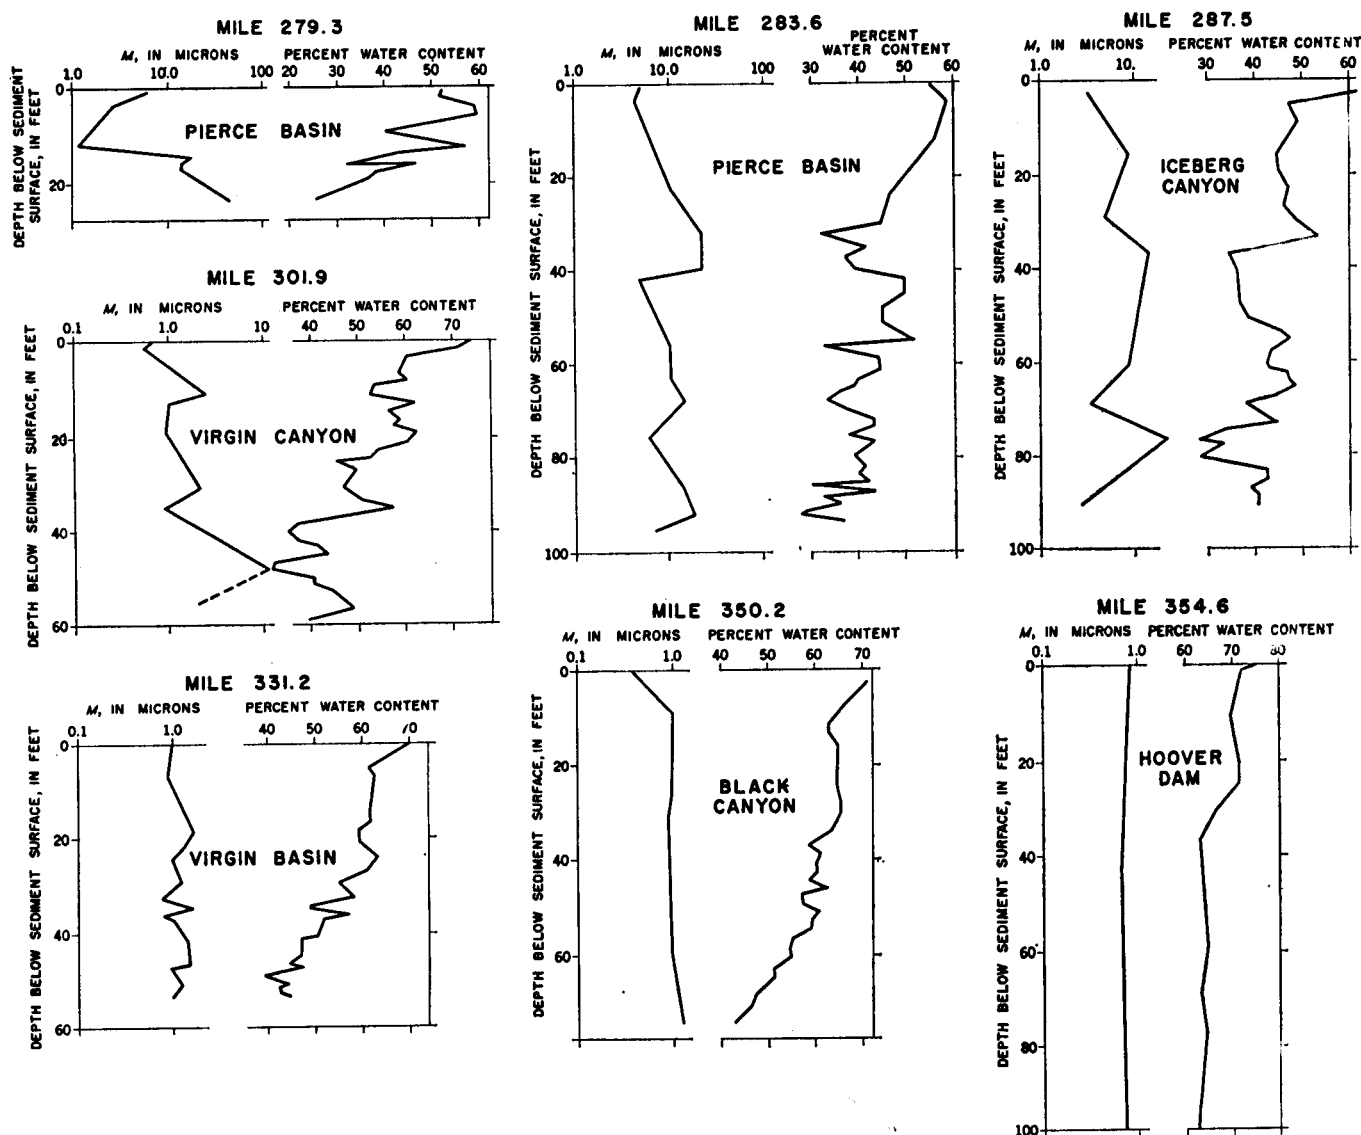 MILE 279.3
M, IN MICRONS PERCENT WATER CONTENT
1.0 10.0 100 20 30 40 50 60
0
20
DEPTH BELOW SEDIMENT
SURFACE, IN FEET
PIERCE BASIN
MILE 283.6
M, IN MICRONS PERCENT
WATER CONTENT
1.0 10.0 100 30 40 50 60
0
20
40
60
80
100
DEPTH BELOW SEDIMENT SURFACE, IN FEET
PIERCE BASIN
MILE 287.5
M, IN MICRONS PERCENT WATER CONTENT
1.0 10. 30 40 50 60
0
20
40
60
80
100
DEPTH BELOW SEDIMENT SURFACE, IN FEET
ICEBERG
CANYON
MILE 301.9
M, IN MICRONS PERCENT WATER CONTENT
0.1 1.0 10 40 50 60 70
0
20
40
60
DEPTH BELOW SEDIMENT SURFACE, IN FEET
VIRGIN CANYON
MILE 331.2
M, IN MICRONS PERCENT WATER CONTENT
0.1 1.0 40 50 60 70
0
20
40
60
DEPTH BELOW SEDIMENT SURFACE, IN FEET
VIRGIN BASIN
MILE 350.2
M, IN MICRONS PERCENT WATER CONTENT
0.1 1.0 40 50 60 70
0
20
40
60
DEPTH BELOW SEDIMENT SURFACE, IN FEET
BLACK
CANYON
MILE 354.6
M, IN MICRONS PERCENT WATER CONTENT
0.1 1.0 60 70 80
0
20
40
60
80
100
DEPTH BELOW SEDIMENT SURFACE, IN FEET
HOOVER
DAM